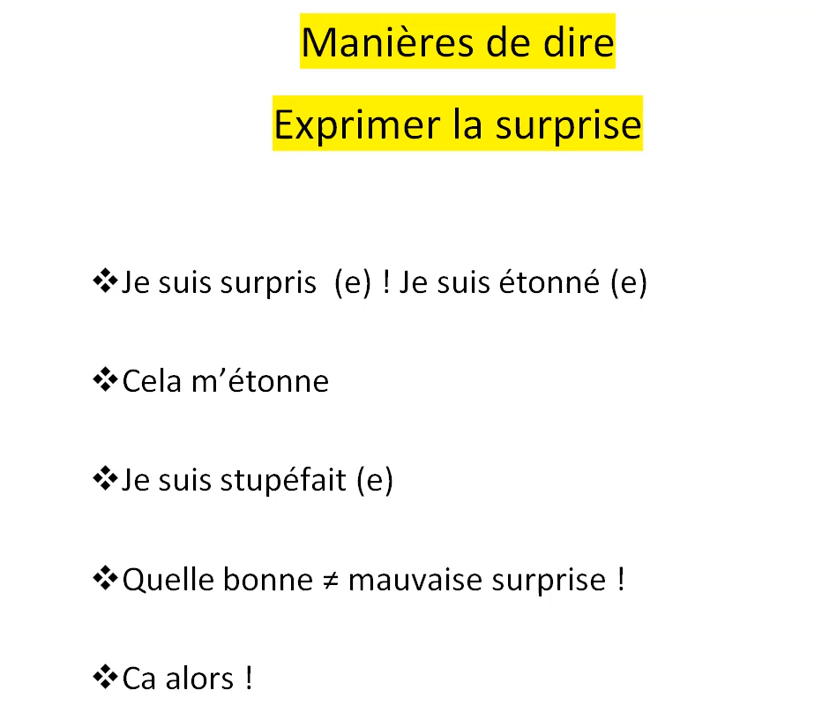 Manières de dire
Exprimer la surprise
❖Je suis surpris (e) ! Je suis étonné (e)
❖Cela m’étonne
❖Je suis stupéfait (e)
❖Quelle bonne ≠ mauvaise surprise !
❖Ca alors !